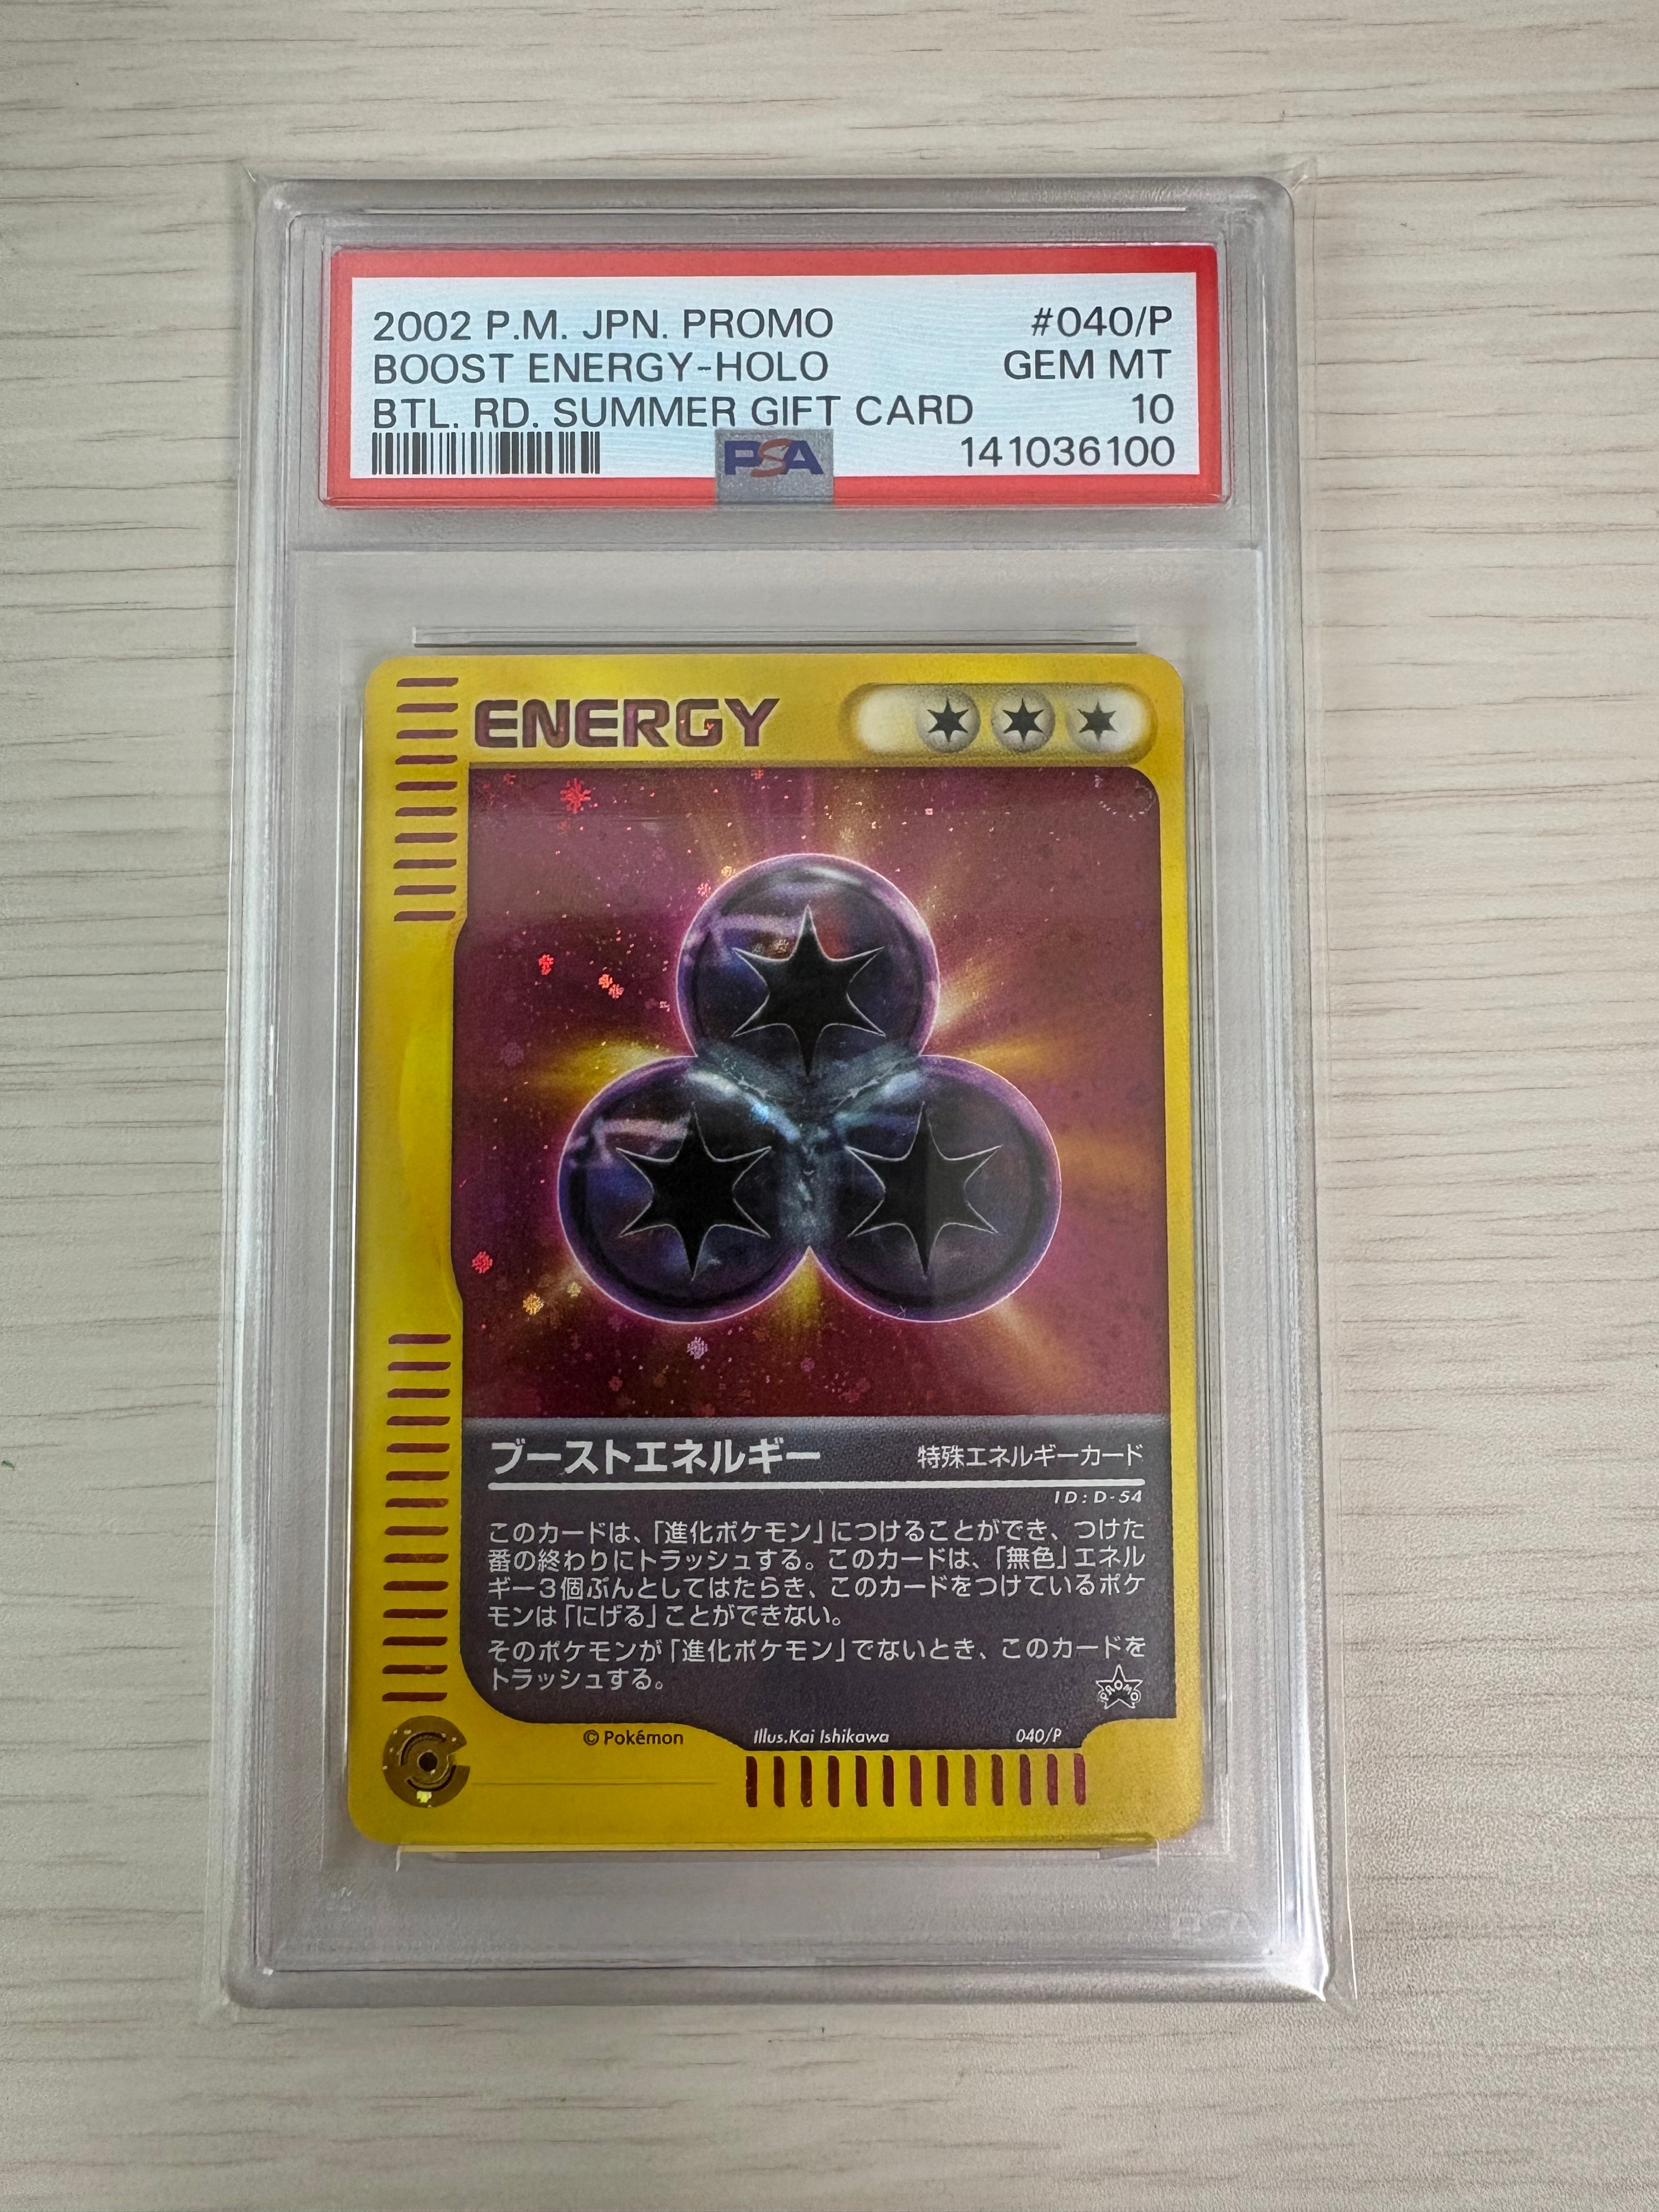 2002 P.M. JPN. PROMO #040/P
BOOST ENERGY-HOLO GEM MT
BTL. RD. SUMMER GIFT CARD 10
PSA 141036100
ENERGY
ブーストエネルギー 特殊エネルギーカード
ID:D-54
このカードは、「進化ポケモン」につけることができ、つけた
番の終わりにトラッシュする。このカードは、「無色」エネル
ギー3個ぶんとしてはたらき、このカードをつけているポケ
モンは「にげる」ことができない。
そのポケモンが「進化ポケモン」でないとき、このカードを
トラッシュする。
PROMO
© Pokémon Illus.Kai Ishikawa 040/P
PSA